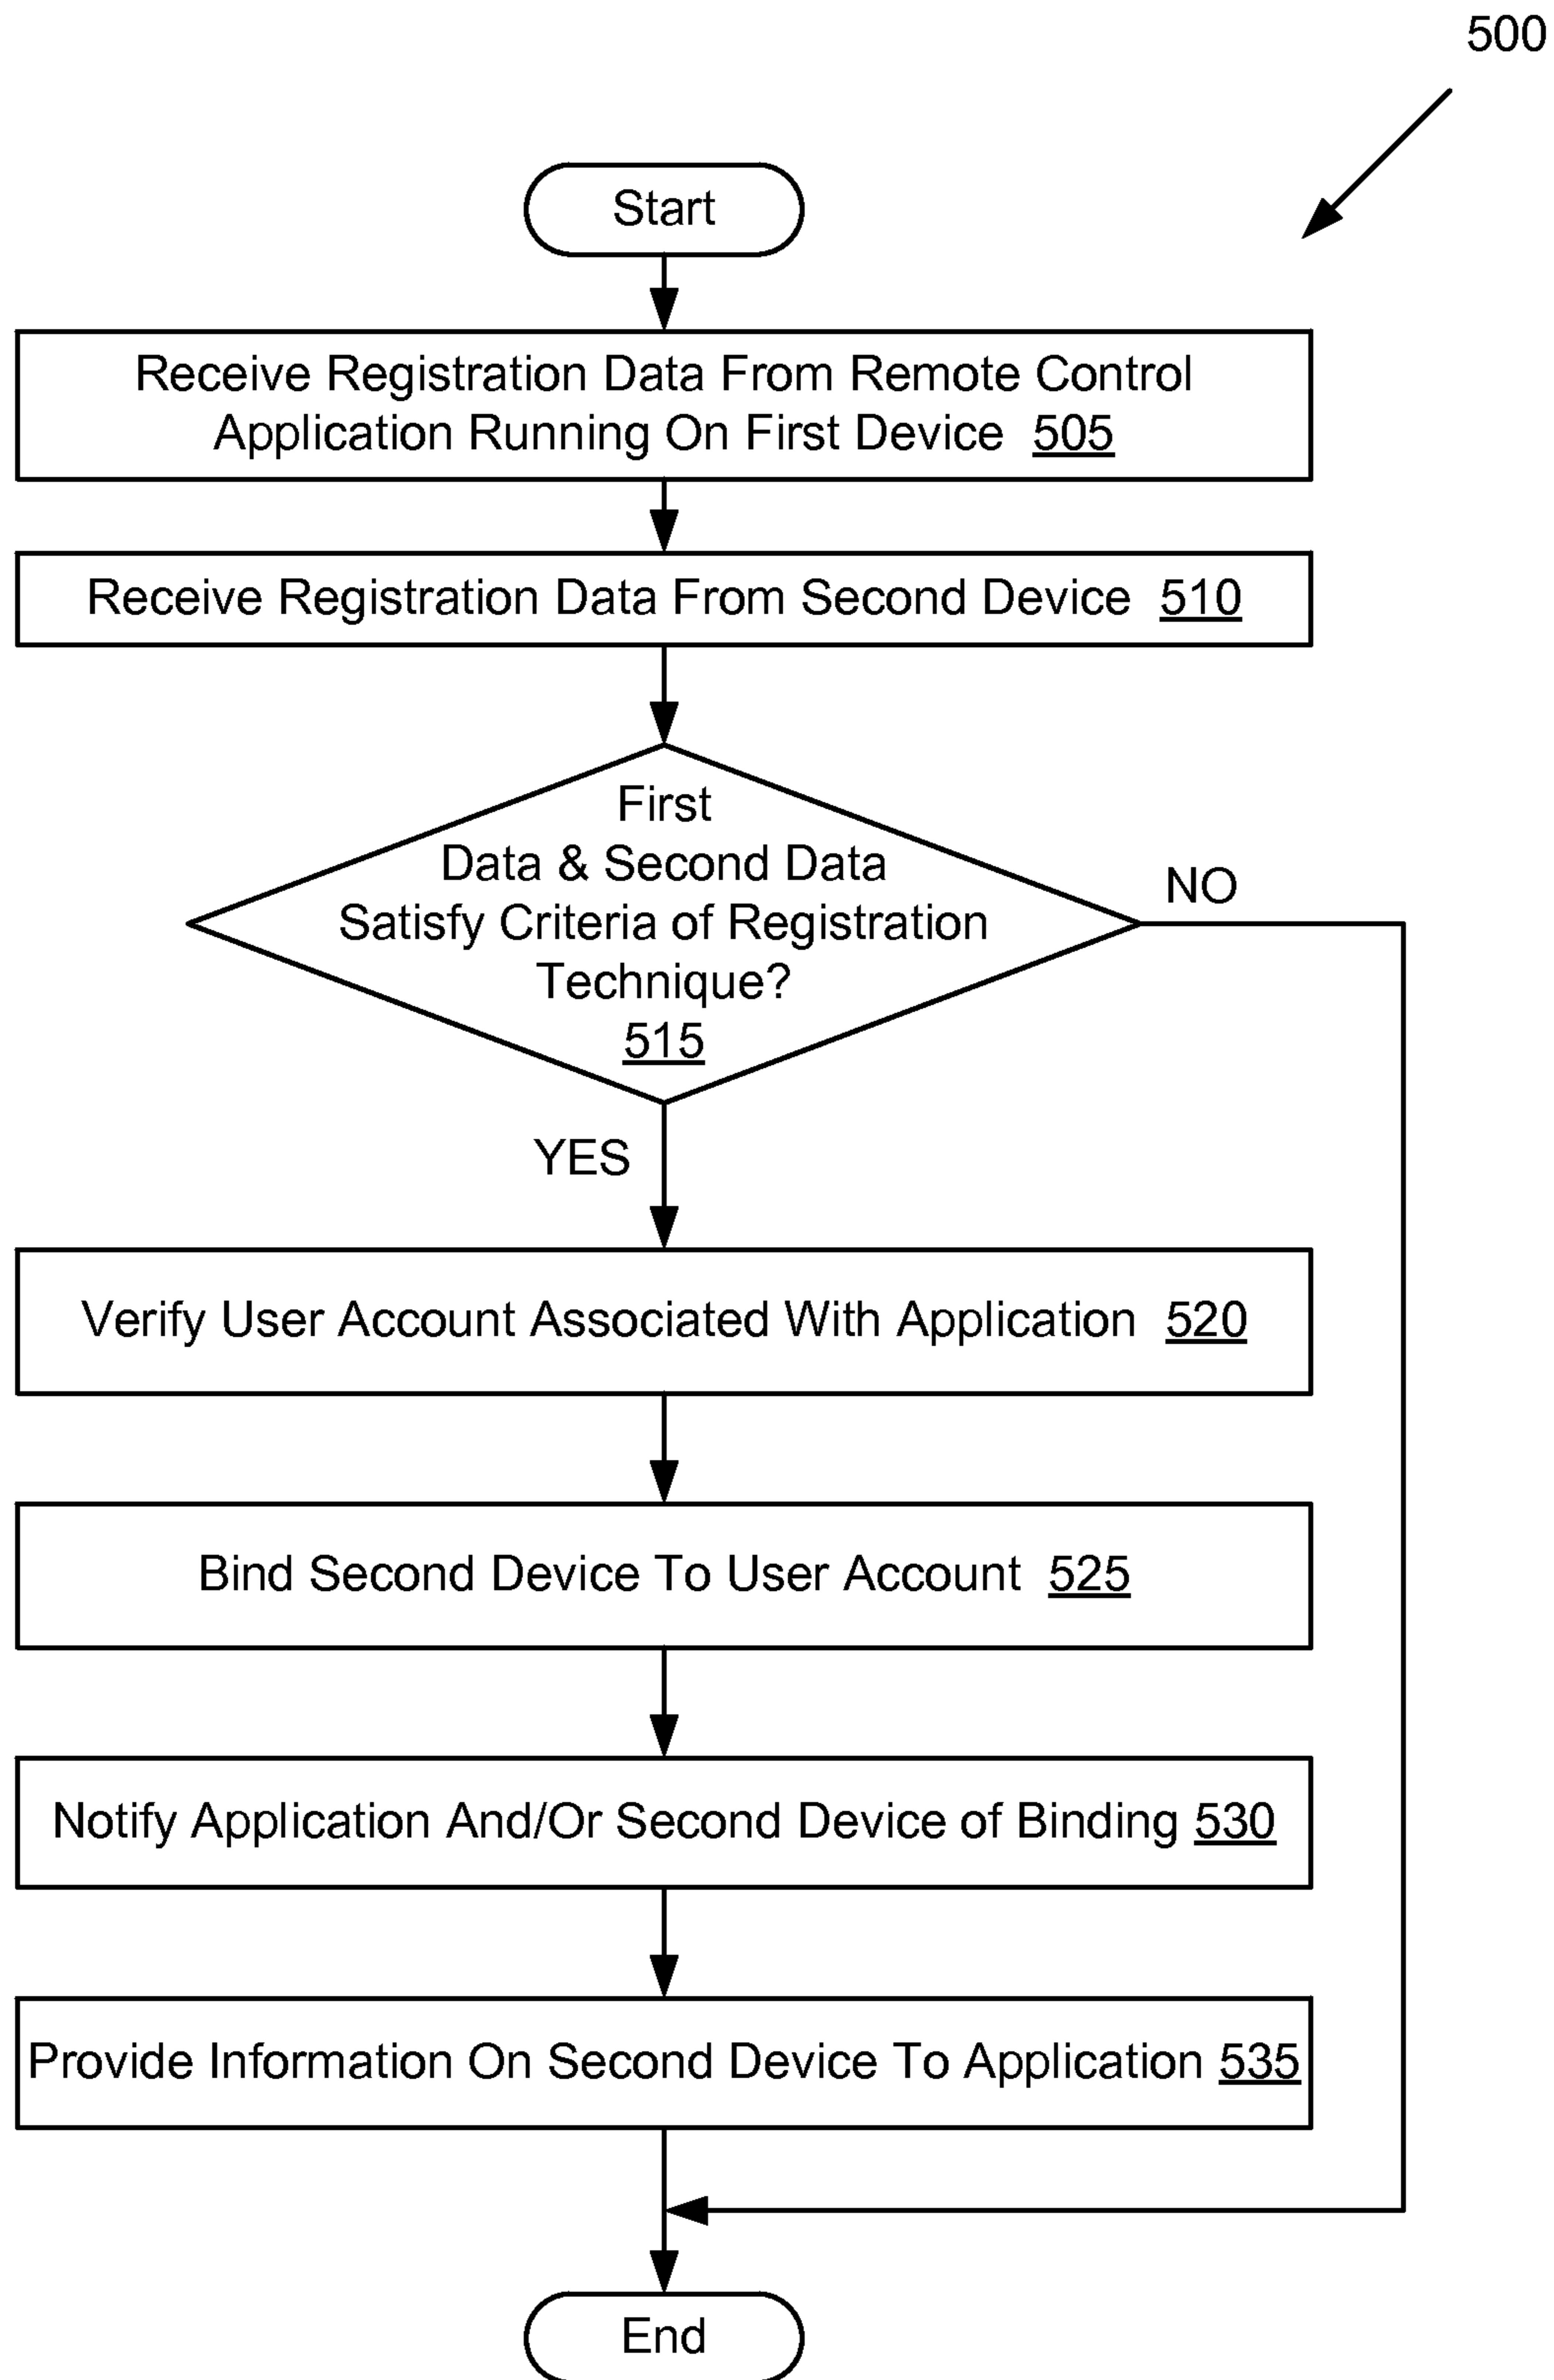 500
Start
Receive Registration Data From Remote Control
Application Running On First Device 505
Receive Registration Data From Second Device 510
First
Data & Second Data
Satisfy Criteria of Registration
Technique?
515
NO
YES
Verify User Account Associated With Application 520
Bind Second Device To User Account 525
Notify Application And/Or Second Device of Binding 530
Provide Information On Second Device To Application 535
End